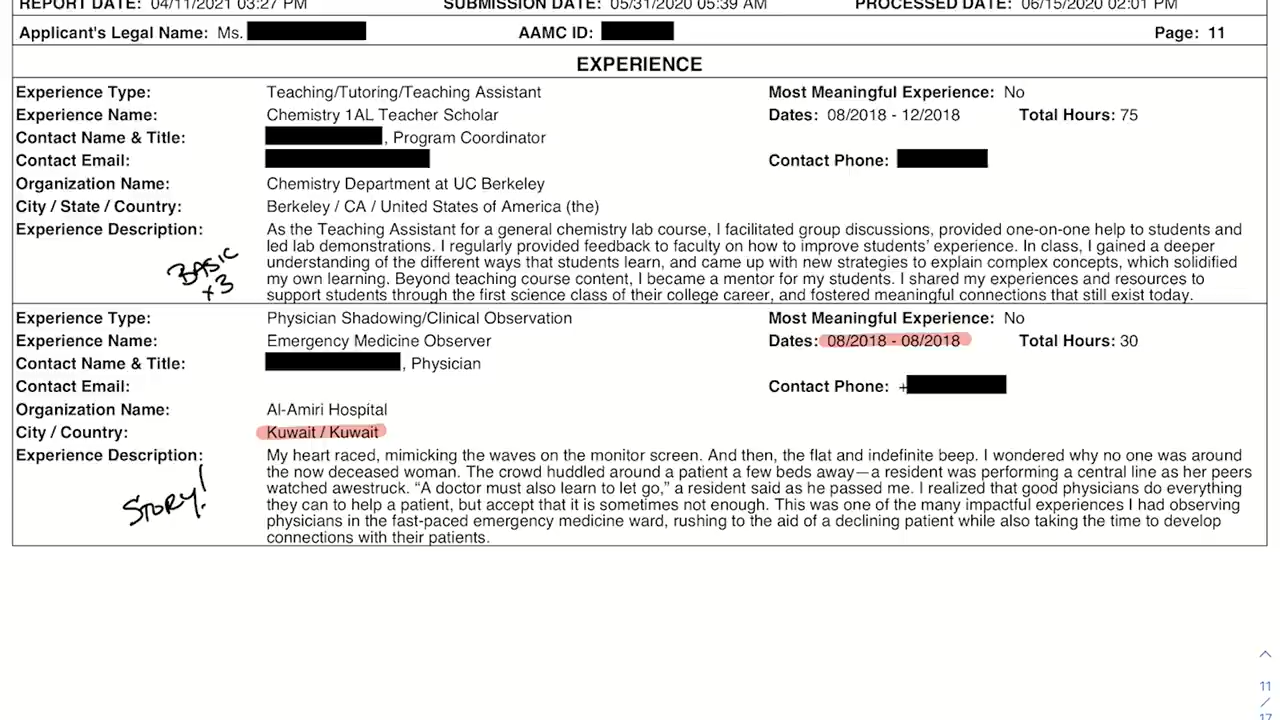 REPORT DATE: 04/11/2021 03:27 PM SUBMISSION DATE: 05/31/2020 05:39 AM PROCESSED DATE: 06/15/2020 02:01 PM
Applicant's Legal Name: Ms. AAMC ID: Page: 11
EXPERIENCE
Experience Type: Teaching/Tutoring/Teaching Assistant Most Meaningful Experience: No
Experience Name: Chemistry 1AL Teacher Scholar Dates: 08/2018 - 12/2018 Total Hours: 75
Contact Name & Title: , Program Coordinator
Contact Email: Contact Phone:
Organization Name: Chemistry Department at UC Berkeley
City / State / Country: Berkeley / CA / United States of America (the)
Experience Description: As the Teaching Assistant for a general chemistry lab course, I facilitated group discussions, provided one-on-one help to students and
led lab demonstrations. I regularly provided feedback to faculty on how to improve students' experience. In class, I gained a deeper
understanding of the different ways that students learn, and came up with new strategies to explain complex concepts, which solidified
my own learning. Beyond teaching course content, I became a mentor for my students. I shared my experiences and resources to
support students through the first science class of their college career, and fostered meaningful connections that still exist today.
BASIC
x3
Experience Type: Physician Shadowing/Clinical Observation Most Meaningful Experience: No
Experience Name: Emergency Medicine Observer Dates: 08/2018 - 08/2018 Total Hours: 30
Contact Name & Title: , Physician
Contact Email: Contact Phone: +
Organization Name: Al-Amiri Hospital
City / Country: Kuwait / Kuwait
Experience Description: My heart raced, mimicking the waves on the monitor screen. And then, the flat and indefinite beep. I wondered why no one was around
the now deceased woman. The crowd huddled around a patient a few beds away—a resident was performing a central line as her peers
watched awestruck. “A doctor must also learn to let go,” a resident said as he passed me. I realized that good physicians do everything
they can to help a patient, but accept that it is sometimes not enough. This was one of the many impactful experiences I had observing
physicians in the fast-paced emergency medicine ward, rushing to the aid of a declining patient while also taking the time to develop
connections with their patients.
STORY!
11
/
17